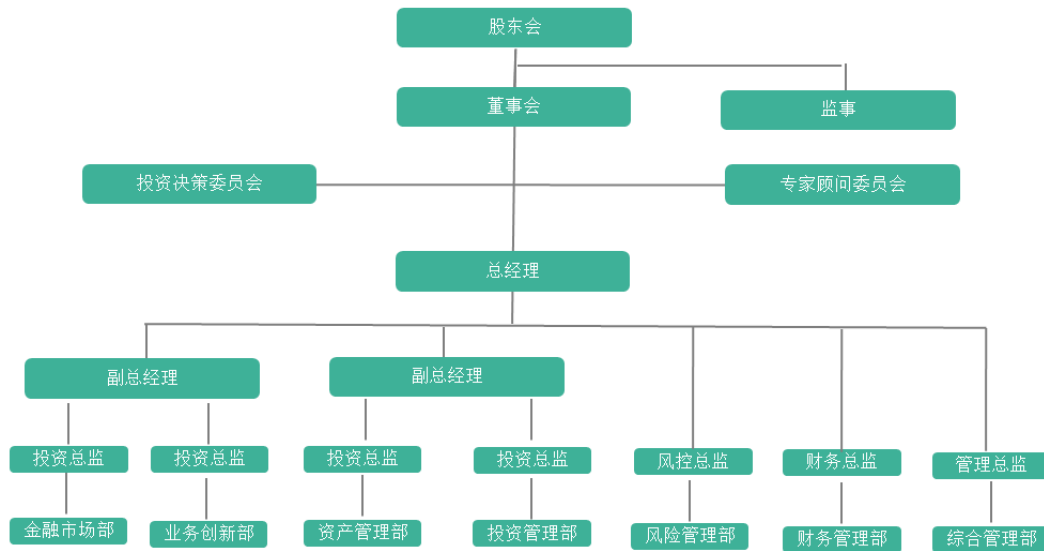 股东会
董事会
监事
投资决策委员会
专家顾问委员会
总经理
副总经理
副总经理
投资总监
投资总监
投资总监
投资总监
风控总监
财务总监
管理总监
金融市场部
业务创新部
资产管理部
投资管理部
风险管理部
财务管理部
综合管理部